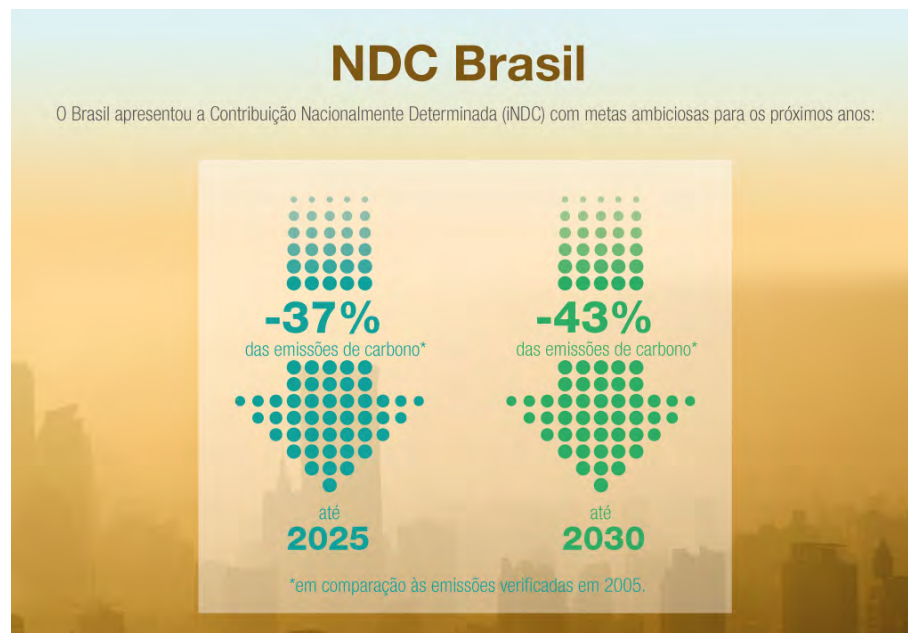 NDC Brasil
O Brasil apresentou a Contribuição Nacionalmente Determinada (iNDC) com metas ambiciosas para os próximos anos:
-37%
das emissões de carbono*
até
2025
-43%
das emissões de carbono*
até
2030
*em comparação às emissões verificadas em 2005.